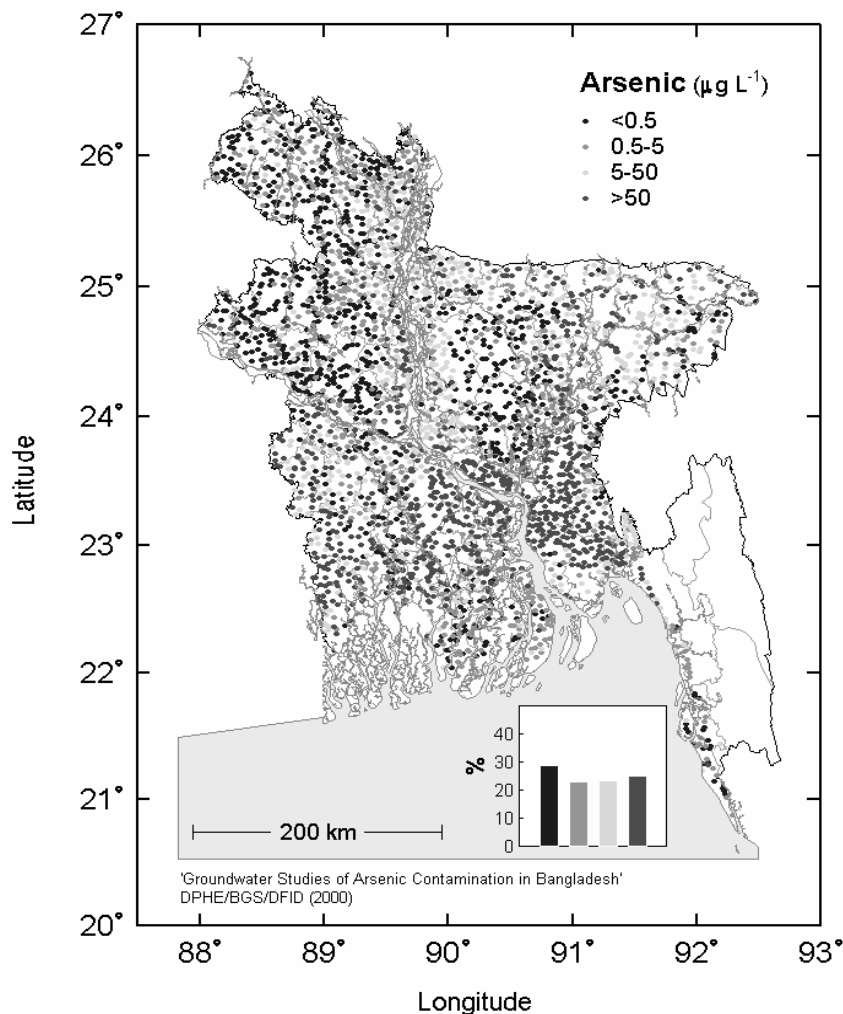 27°
26°
25°
24°
23°
22°
21°
20°
Latitude
Arsenic (µg L⁻¹)
<0.5
0.5-5
5-50
>50
40
30
20
10
0
%
200 km
'Groundwater Studies of Arsenic Contamination in Bangladesh'
DPHE/BGS/DFID (2000)
88° 89° 90° 91° 92° 93°
Longitude